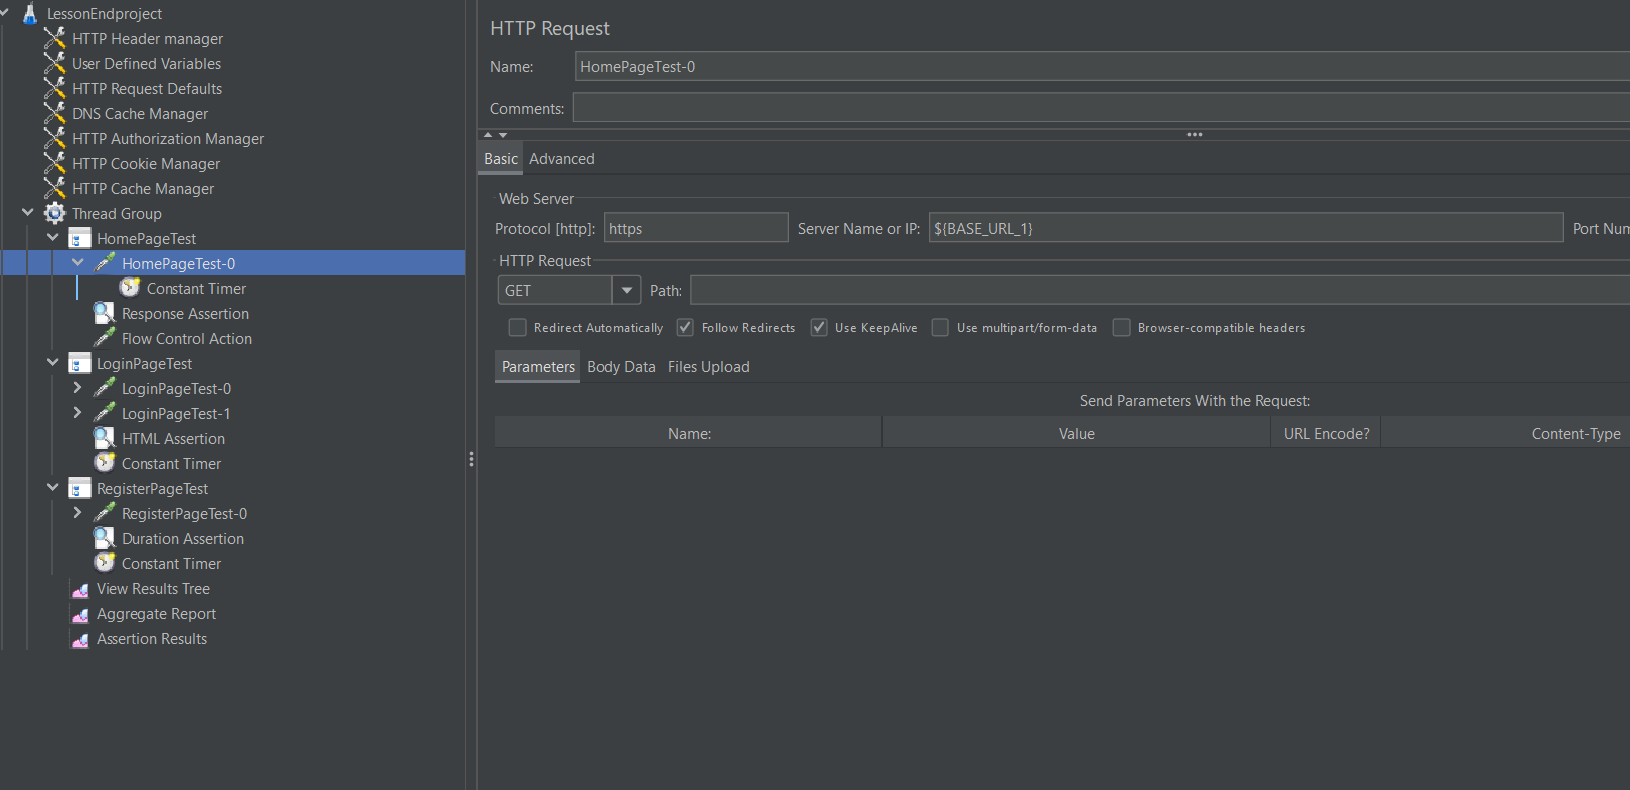 LessonEndproject
HTTP Header manager
User Defined Variables
HTTP Request Defaults
DNS Cache Manager
HTTP Authorization Manager
HTTP Cookie Manager
HTTP Cache Manager
Thread Group
HomePageTest
HomePageTest-0
Constant Timer
Response Assertion
Flow Control Action
LoginPageTest
LoginPageTest-0
LoginPageTest-1
HTML Assertion
Constant Timer
RegisterPageTest
RegisterPageTest-0
Duration Assertion
Constant Timer
View Results Tree
Aggregate Report
Assertion Results
HTTP Request
Name: HomePageTest-0
Comments:
Basic Advanced
Web Server
Protocol [http]: https Server Name or IP: ${BASE_URL_1} Port Num
HTTP Request
GET Path:
Redirect Automatically Follow Redirects Use KeepAlive Use multipart/form-data Browser-compatible headers
Parameters Body Data Files Upload
Send Parameters With the Request:
Name: Value URL Encode? Content-Type